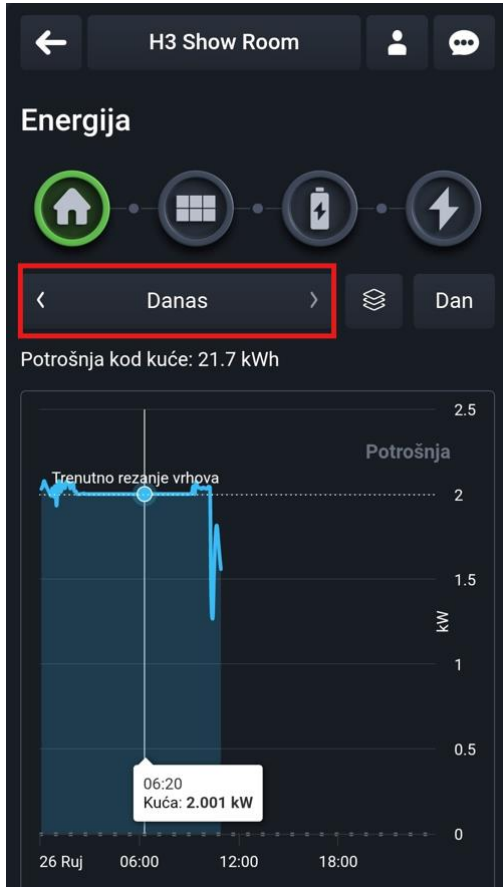 H3 Show Room
Energija
Danas
Dan
Potrošnja kod kuće: 21.7 kWh
2.5
Potrošnja
Trenutno rezanje vrhova
2
1.5
kW
1
0.5
06:20
Kuća: 2.001 kW
0
26 Ruj 06:00 12:00 18:00